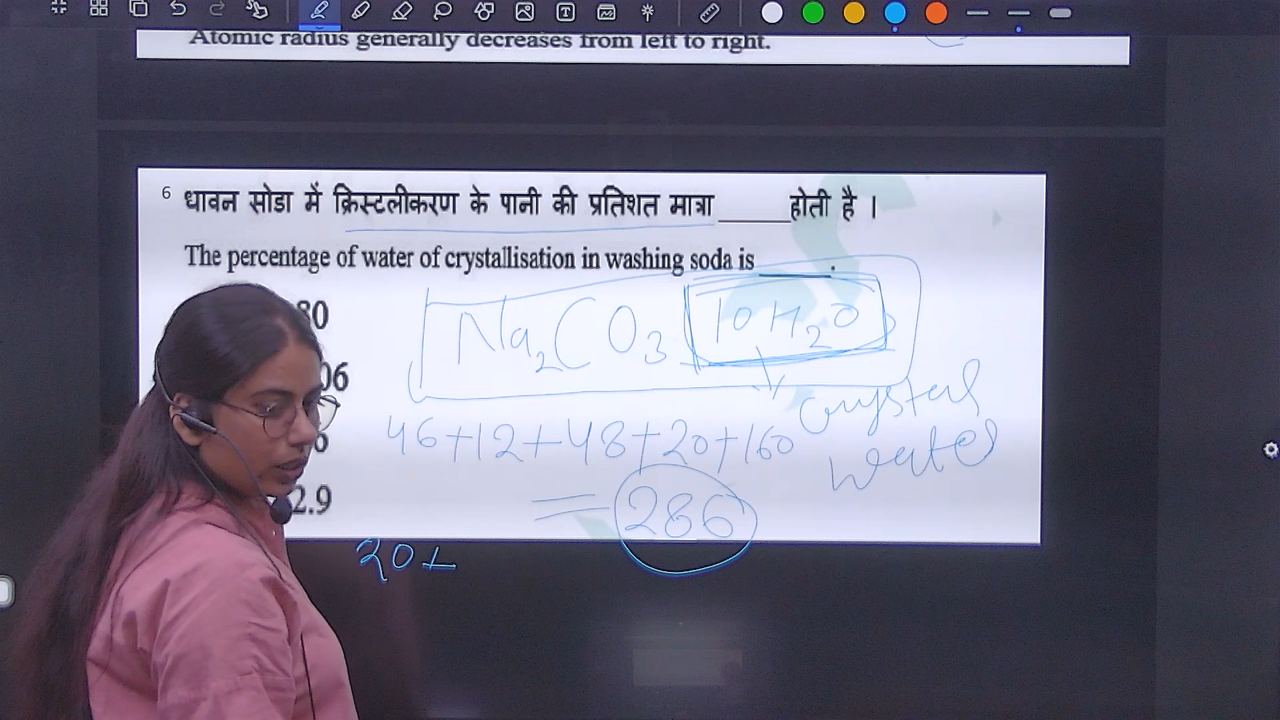 Atomic radius generally decreases from left to right.
6 धावन सोडा में क्रिस्टलीकरण के पानी की प्रतिशत मात्रा _____होती है ।
The percentage of water of crystallisation in washing soda is _____.
80
Na₂CO₃ 10H₂O
06
crystal
46+12+48+20+160
water
2.9
= 286
20+